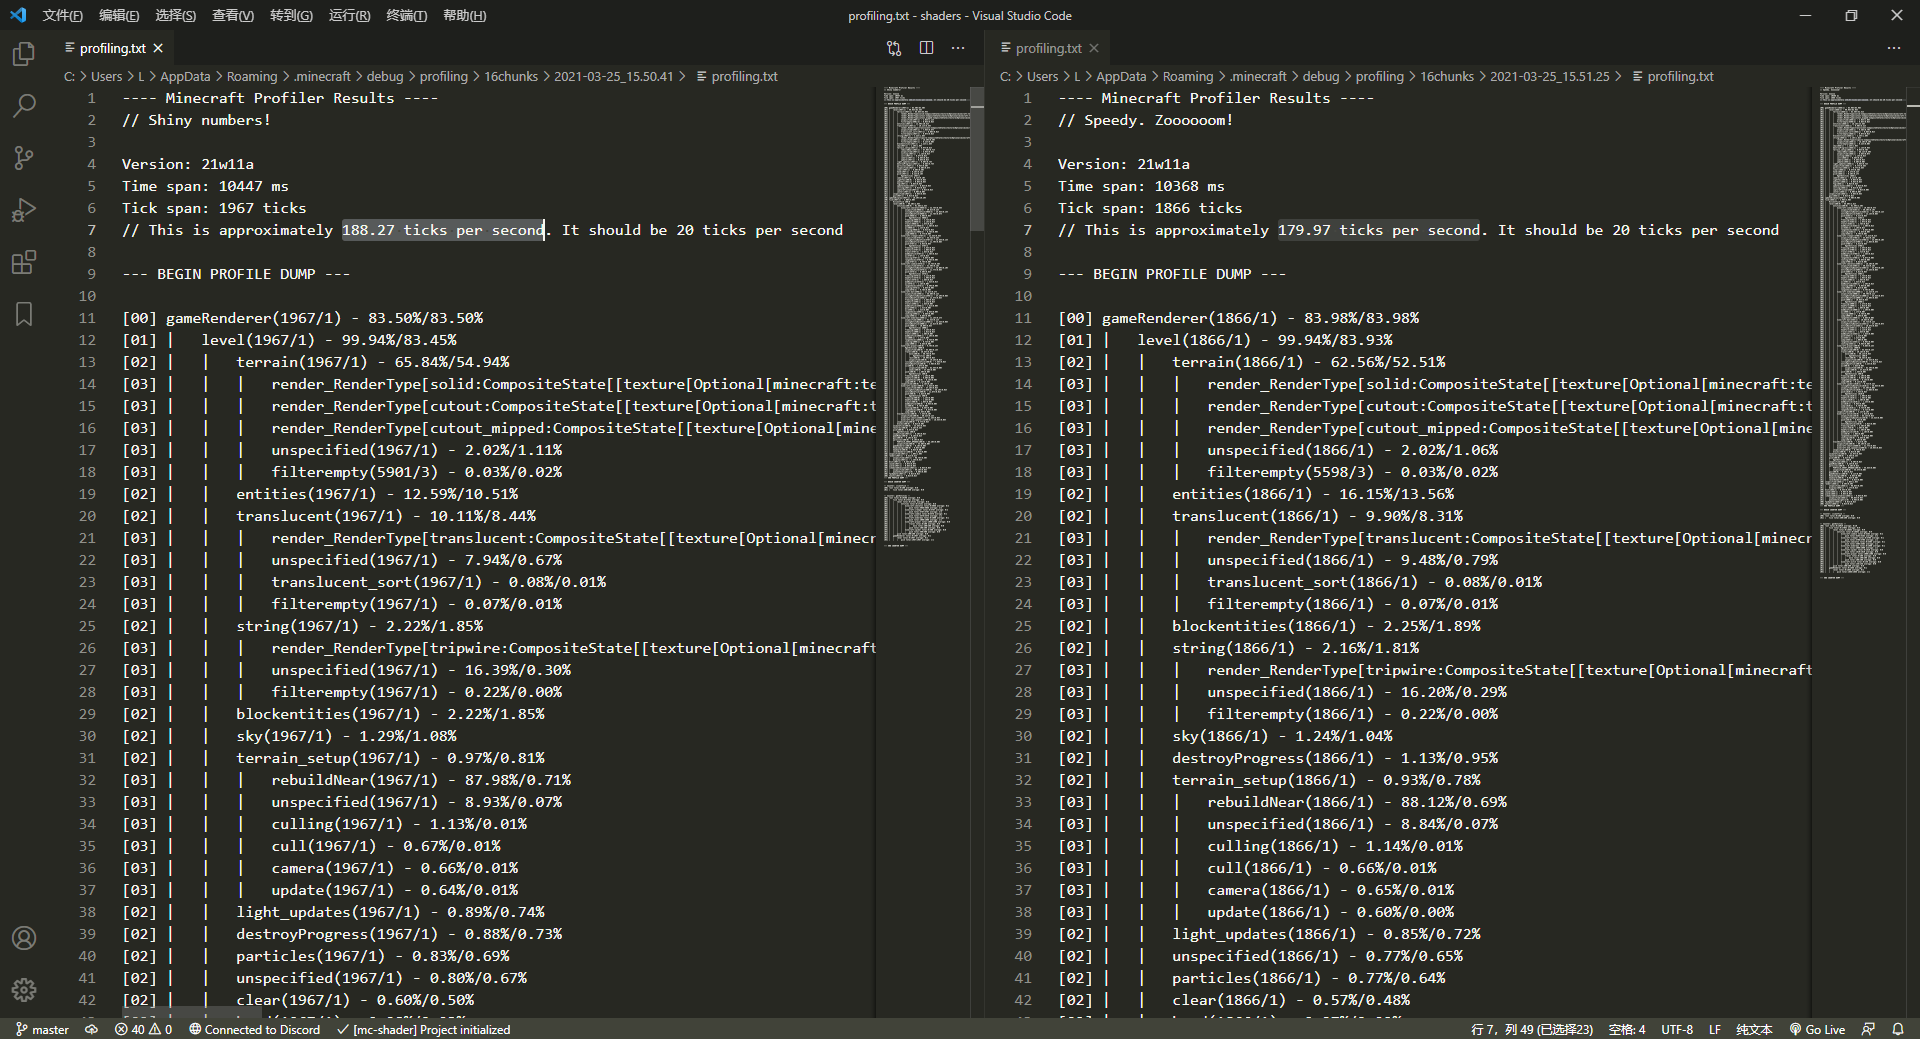 文件(F) 编辑(E) 选择(S) 查看(V) 转到(G) 运行(R) 终端(T) 帮助(H)
profiling.txt - shaders - Visual Studio Code
profiling.txt
C: > Users > L > AppData > Roaming > .minecraft > debug > profiling > 16chunks > 2021-03-25_15.50.41 > profiling.txt
1 ---- Minecraft Profiler Results ----
2 // Shiny numbers!
3
4 Version: 21w11a
5 Time span: 10447 ms
6 Tick span: 1967 ticks
7 // This is approximately 188.27 ticks per second. It should be 20 ticks per second
8
9 --- BEGIN PROFILE DUMP ---
10
11 [00] gameRenderer(1967/1) - 83.50%/83.50%
12 [01] | level(1967/1) - 99.94%/83.45%
13 [02] | | terrain(1967/1) - 65.84%/54.94%
14 [03] | | | render_RenderType[solid:CompositeState[[texture[Optional[minecraft:te
15 [03] | | | render_RenderType[cutout:CompositeState[[texture[Optional[minecraft:t
16 [03] | | | render_RenderType[cutout_mipped:CompositeState[[texture[Optional[mine
17 [03] | | | unspecified(1967/1) - 2.02%/1.11%
18 [03] | | | filterempty(5901/3) - 0.03%/0.02%
19 [02] | | entities(1967/1) - 12.59%/10.51%
20 [02] | | translucent(1967/1) - 10.11%/8.44%
21 [03] | | | render_RenderType[translucent:CompositeState[[texture[Optional[minecr
22 [03] | | | unspecified(1967/1) - 7.94%/0.67%
23 [03] | | | translucent_sort(1967/1) - 0.08%/0.01%
24 [03] | | | filterempty(1967/1) - 0.07%/0.01%
25 [02] | | string(1967/1) - 2.22%/1.85%
26 [03] | | | render_RenderType[tripwire:CompositeState[[texture[Optional[minecraft
27 [03] | | | unspecified(1967/1) - 16.39%/0.30%
28 [03] | | | filterempty(1967/1) - 0.22%/0.00%
29 [02] | | blockentities(1967/1) - 2.22%/1.85%
30 [02] | | sky(1967/1) - 1.29%/1.08%
31 [02] | | terrain_setup(1967/1) - 0.97%/0.81%
32 [03] | | | rebuildNear(1967/1) - 87.98%/0.71%
33 [03] | | | unspecified(1967/1) - 8.93%/0.07%
34 [03] | | | culling(1967/1) - 1.13%/0.01%
35 [03] | | | cull(1967/1) - 0.67%/0.01%
36 [03] | | | camera(1967/1) - 0.66%/0.01%
37 [03] | | | update(1967/1) - 0.64%/0.01%
38 [02] | | light_updates(1967/1) - 0.89%/0.74%
39 [02] | | destroyProgress(1967/1) - 0.88%/0.73%
40 [02] | | particles(1967/1) - 0.83%/0.69%
41 [02] | | unspecified(1967/1) - 0.80%/0.67%
42 [02] | | clear(1967/1) - 0.60%/0.50%
profiling.txt
C: > Users > L > AppData > Roaming > .minecraft > debug > profiling > 16chunks > 2021-03-25_15.51.25 > profiling.txt
1 ---- Minecraft Profiler Results ----
2 // Speedy. Zoooooom!
3
4 Version: 21w11a
5 Time span: 10368 ms
6 Tick span: 1866 ticks
7 // This is approximately 179.97 ticks per second. It should be 20 ticks per second
8
9 --- BEGIN PROFILE DUMP ---
10
11 [00] gameRenderer(1866/1) - 83.98%/83.98%
12 [01] | level(1866/1) - 99.94%/83.93%
13 [02] | | terrain(1866/1) - 62.56%/52.51%
14 [03] | | | render_RenderType[solid:CompositeState[[texture[Optional[minecraft:te
15 [03] | | | render_RenderType[cutout:CompositeState[[texture[Optional[minecraft:t
16 [03] | | | render_RenderType[cutout_mipped:CompositeState[[texture[Optional[mine
17 [03] | | | unspecified(1866/1) - 2.02%/1.06%
18 [03] | | | filterempty(5598/3) - 0.03%/0.02%
19 [02] | | entities(1866/1) - 16.15%/13.56%
20 [02] | | translucent(1866/1) - 9.90%/8.31%
21 [03] | | | render_RenderType[translucent:CompositeState[[texture[Optional[minecr
22 [03] | | | unspecified(1866/1) - 9.48%/0.79%
23 [03] | | | translucent_sort(1866/1) - 0.08%/0.01%
24 [03] | | | filterempty(1866/1) - 0.07%/0.01%
25 [02] | | blockentities(1866/1) - 2.25%/1.89%
26 [02] | | string(1866/1) - 2.16%/1.81%
27 [03] | | | render_RenderType[tripwire:CompositeState[[texture[Optional[minecraft
28 [03] | | | unspecified(1866/1) - 16.20%/0.29%
29 [03] | | | filterempty(1866/1) - 0.22%/0.00%
30 [02] | | sky(1866/1) - 1.24%/1.04%
31 [02] | | destroyProgress(1866/1) - 1.13%/0.95%
32 [02] | | terrain_setup(1866/1) - 0.93%/0.78%
33 [03] | | | rebuildNear(1866/1) - 88.12%/0.69%
34 [03] | | | unspecified(1866/1) - 8.84%/0.07%
35 [03] | | | culling(1866/1) - 1.14%/0.01%
36 [03] | | | cull(1866/1) - 0.66%/0.01%
37 [03] | | | camera(1866/1) - 0.65%/0.01%
38 [03] | | | update(1866/1) - 0.60%/0.00%
39 [02] | | light_updates(1866/1) - 0.85%/0.72%
40 [02] | | unspecified(1866/1) - 0.77%/0.65%
41 [02] | | particles(1866/1) - 0.77%/0.64%
42 [02] | | clear(1866/1) - 0.57%/0.48%
master 40 0 Connected to Discord [mc-shader] Project initialized 行 7，列 49 (已选择23) 空格: 4 UTF-8 LF 纯文本 Go Live